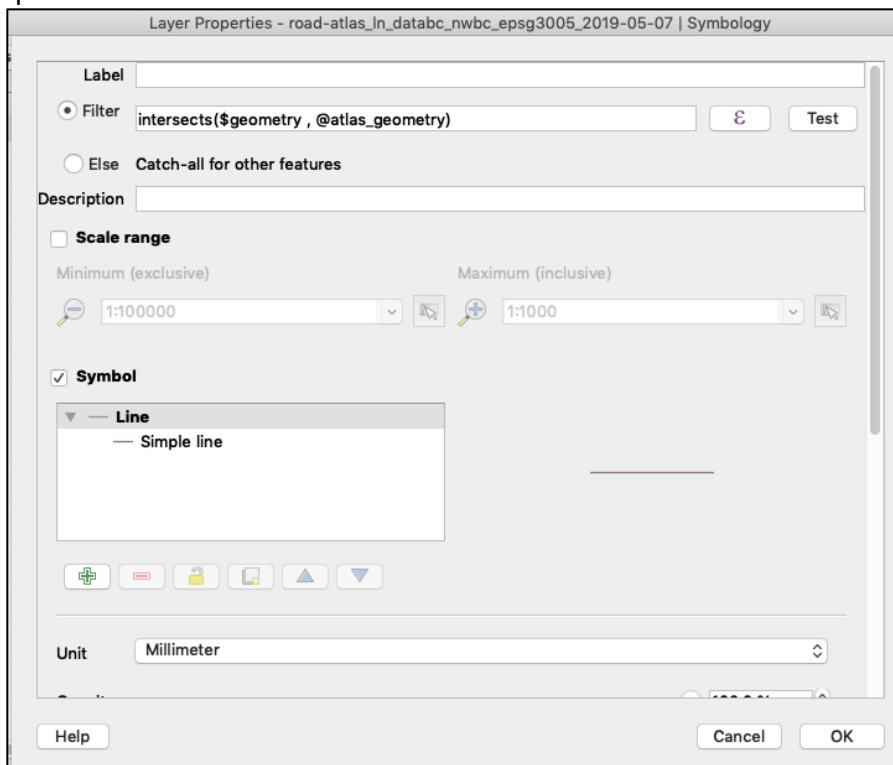 Layer Properties - road-atlas_ln_databc_nwbc_epsg3005_2019-05-07 | Symbology
Label
Filter intersects($geometry , @atlas_geometry) ε Test
Else Catch-all for other features
Description
Scale range
Minimum (exclusive) Maximum (inclusive)
1:100000 1:1000
Symbol
Line
Simple line
Unit Millimeter
Help Cancel OK